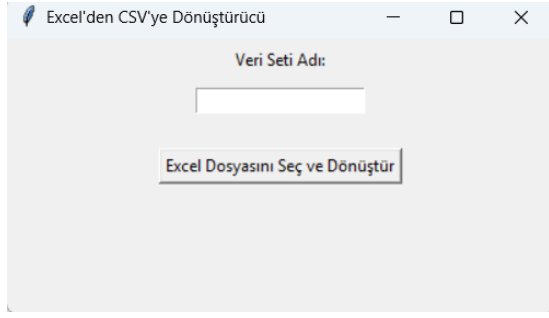 Excel'den CSV'ye Dönüştürücü
Veri Seti Adı:
Excel Dosyasını Seç ve Dönüştür